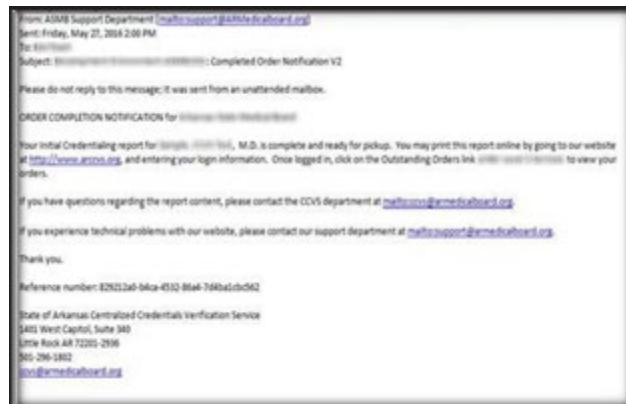 From: ASMB Support Department [mailto:support@ARMedicalboard.org]
Sent: Friday, May 27, 2016 2:00 PM
To:
Subject: : Completed Order Notification V2
Please do not reply to this message; it was sent from an unattended mailbox.
ORDER COMPLETION NOTIFICATION for
Your Initial Credentialing report for M.D. is complete and ready for pickup. You may print this report online by going to our website
at http://www.arccvs.org, and entering your login information. Once logged in, click on the Outstanding Orders link to view your
orders.
If you have questions regarding the report content, please contact the CCVS department at mailto:ccvs@armedicalboard.org.
If you experience technical problems with our website, please contact our support department at mailto:support@armedicalboard.org.
Thank you.
Reference number: 829212a0-b4ca-4532-86a4-7d4ba1cbc562
State of Arkansas Centralized Credentials Verification Service
1401 West Capitol, Suite 340
Little Rock AR 72201-2936
501-296-1802
ccvs@armedicalboard.org